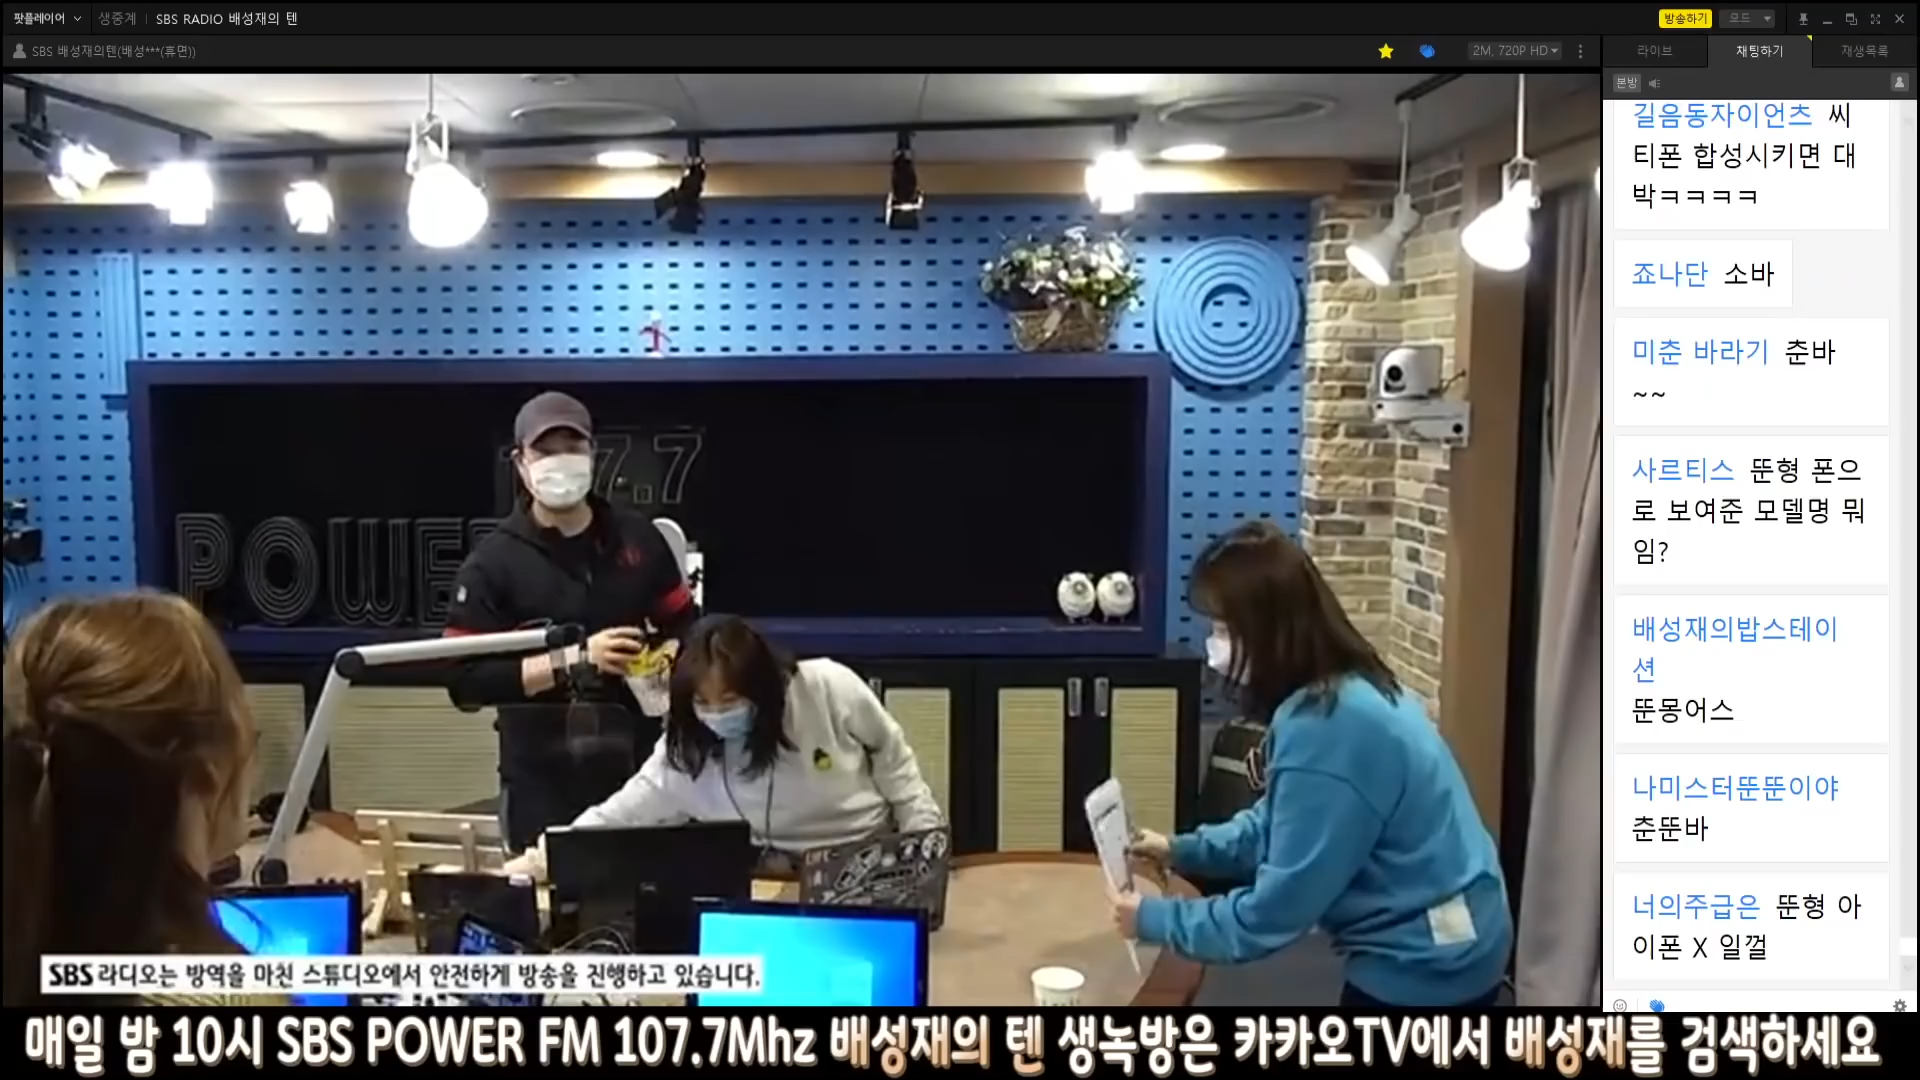 팟플레이어
생중계 | SBS RADIO 배성재의 텐
방송하기
모드
SBS 배성재의텐(배성***(휴면))
2M, 720P HD
라이브
채팅하기
재생목록
본방
107.7
POWE
SBS 라디오는 방역을 마친 스튜디오에서 안전하게 방송을 진행하고 있습니다.
길음동자이언츠 씨
티폰 합성시키면 대
박ㅋㅋㅋㅋ
죠나단 소바
미춘 바라기 춘바
~~
사르티스 뚠형 폰으
로 보여준 모델명 뭐
임?
배성재의밥스테이
션
뚠몽어스
나미스터뚠뚠이야
춘뚠바
너의주급은 뚠형 아
이폰 X 일껄
매일 밤 10시 SBS POWER FM 107.7Mhz 배성재의 텐 생녹방은 카카오TV에서 배성재를 검색하세요